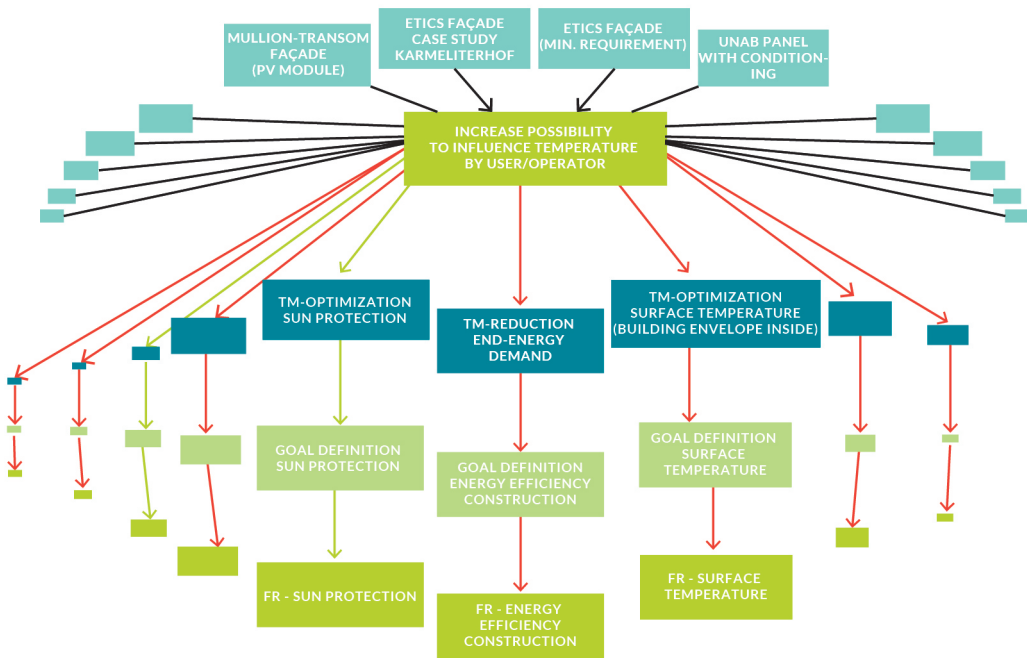 MULLION-TRANSOM
FAÇADE
(PV MODULE)
ETICS FAÇADE
CASE STUDY
KARMELITERHOF
ETICS FAÇADE
(MIN. REQUIREMENT)
UNAB PANEL
WITH CONDITION-
ING
INCREASE POSSIBILITY
TO INFLUENCE TEMPERATURE
BY USER/OPERATOR
TM-OPTIMIZATION
SUN PROTECTION
TM-REDUCTION
END-ENERGY
DEMAND
TM-OPTIMIZATION
SURFACE TEMPERATURE
(BUILDING ENVELOPE INSIDE)
GOAL DEFINITION
SUN PROTECTION
GOAL DEFINITION
ENERGY EFFICIENCY
CONSTRUCTION
GOAL DEFINITION
SURFACE
TEMPERATURE
FR - SUN PROTECTION
FR - ENERGY
EFFICIENCY
CONSTRUCTION
FR - SURFACE
TEMPERATURE